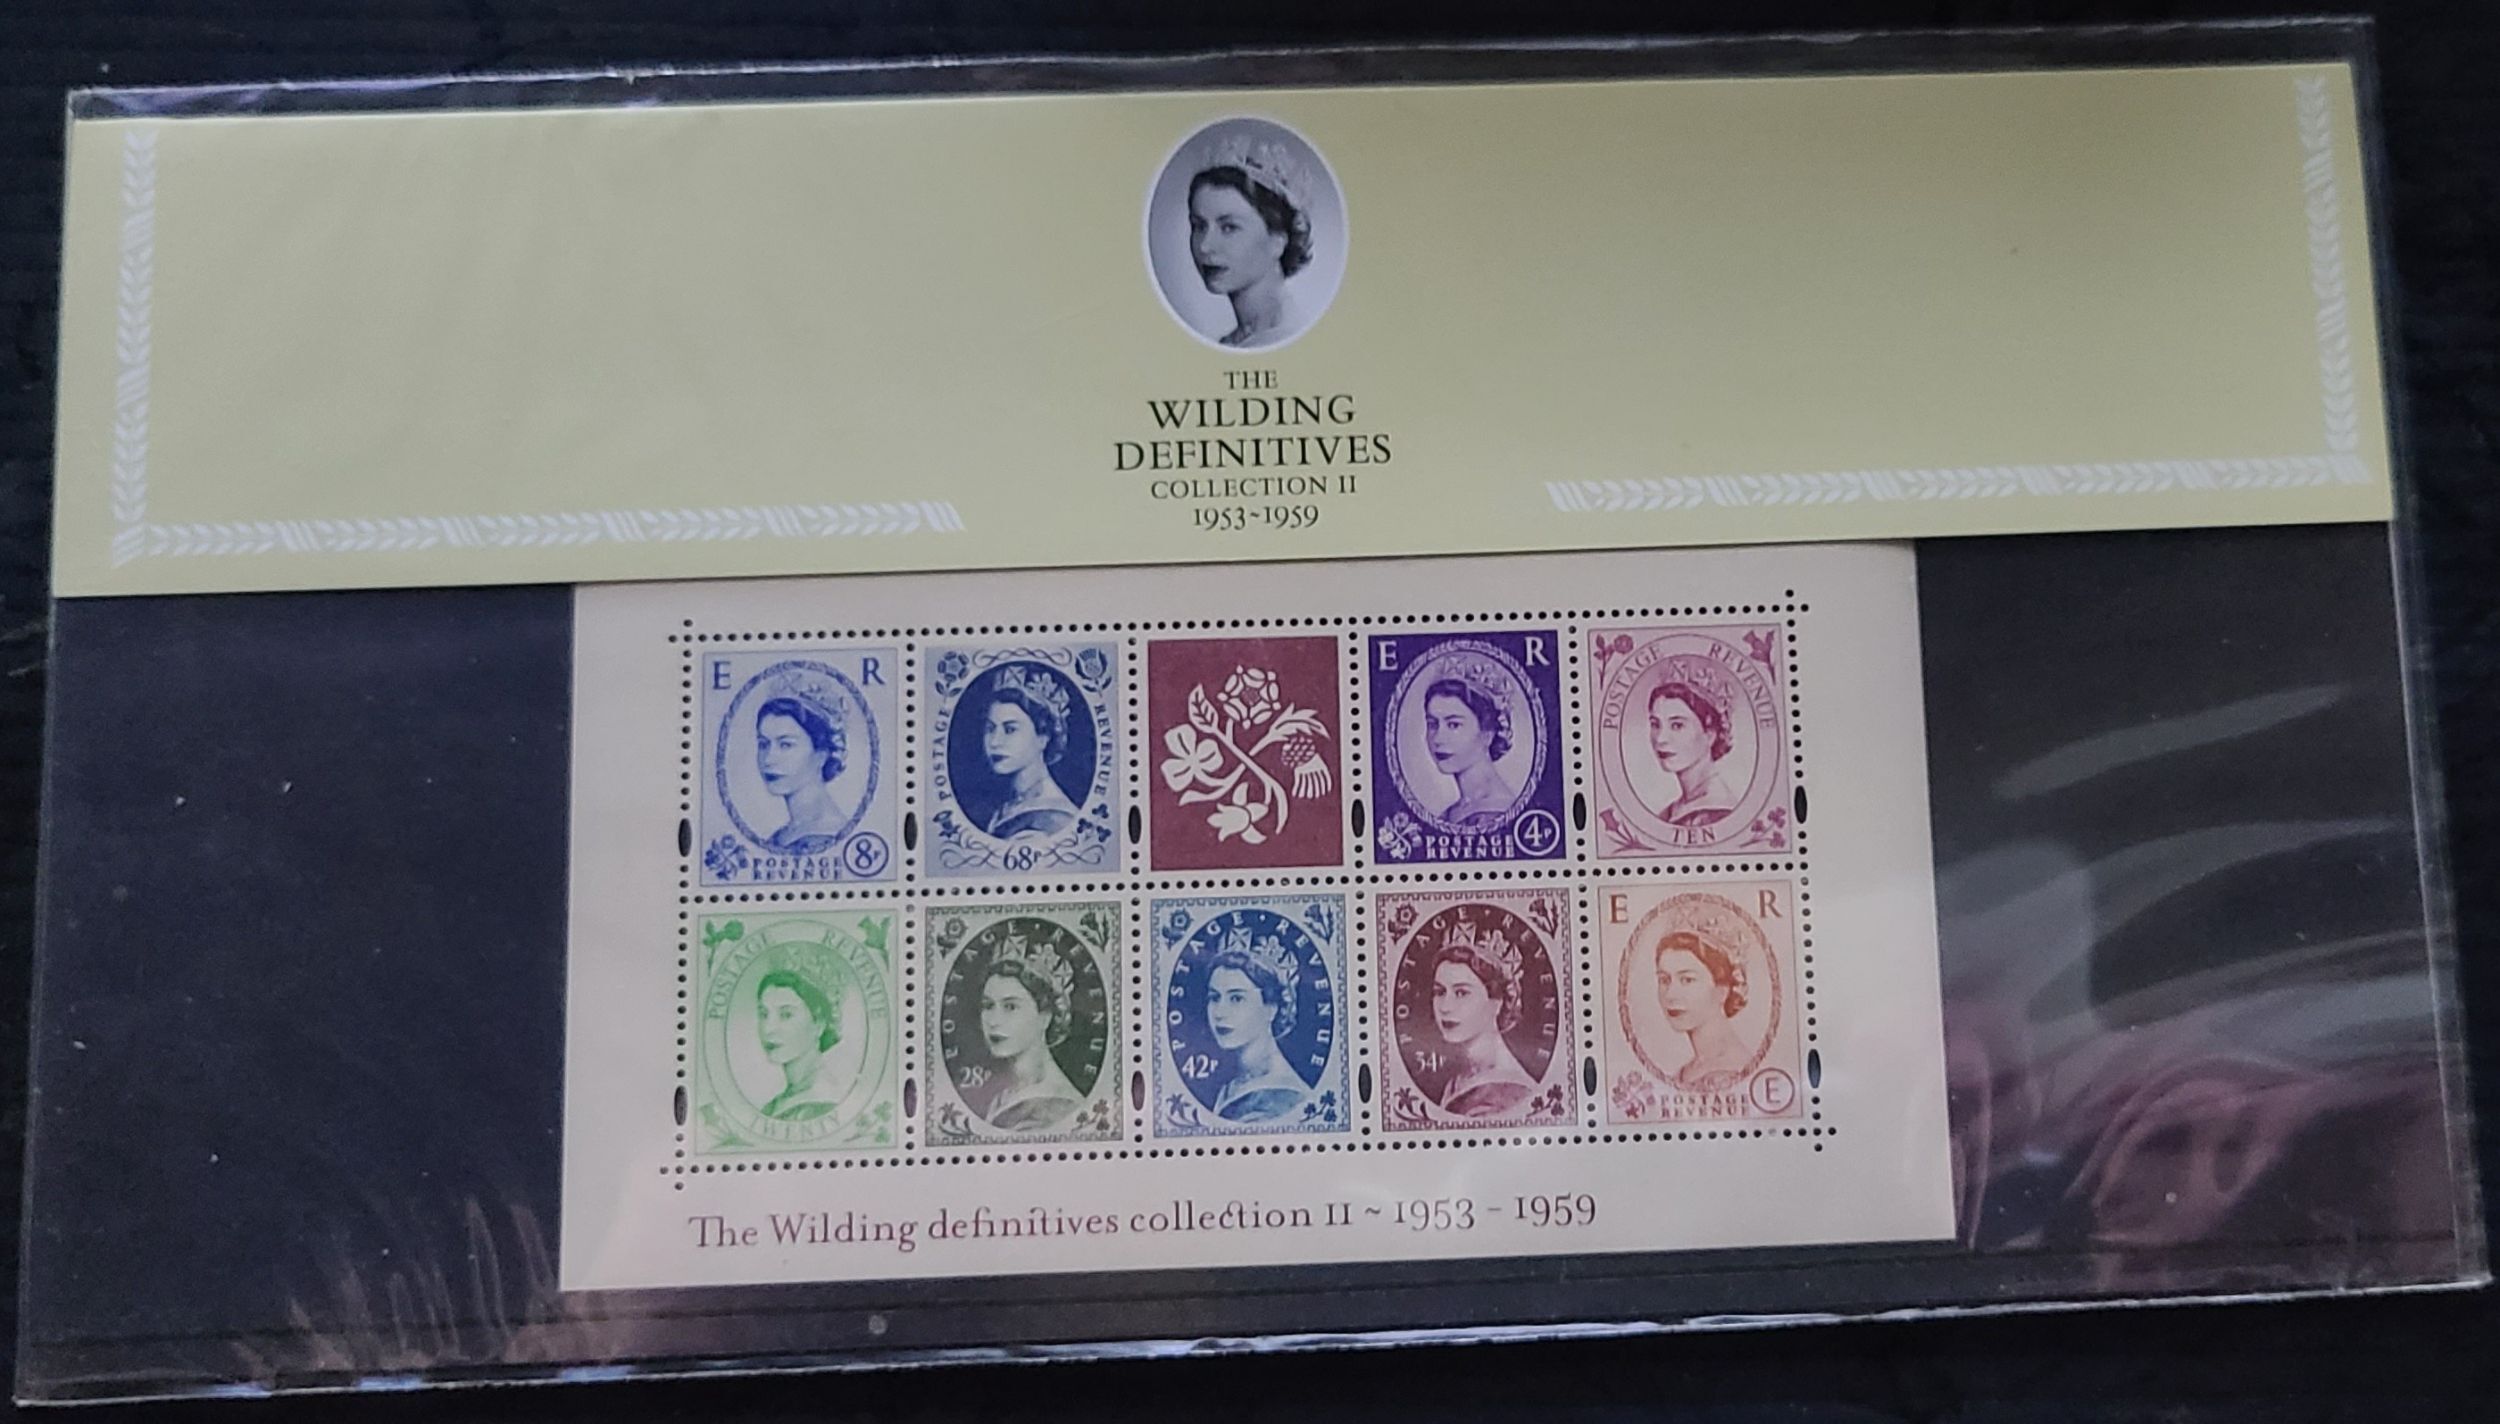 THE
WILDING
DEFINITIVES
COLLECTION II
1953~1959
E R
POSTAGE
REVENUE
8P
POSTAGE REVENUE
68P
E R
POSTAGE
REVENUE
4P
POSTAGE REVENUE
TEN
POSTAGE REVENUE
TWENTY
POSTAGE · REVENUE
28P
POSTAGE · REVENUE
42P
POSTAGE · REVENUE
34P
E R
POSTAGE
REVENUE
E
The Wilding definitives collection II ~ 1953 - 1959